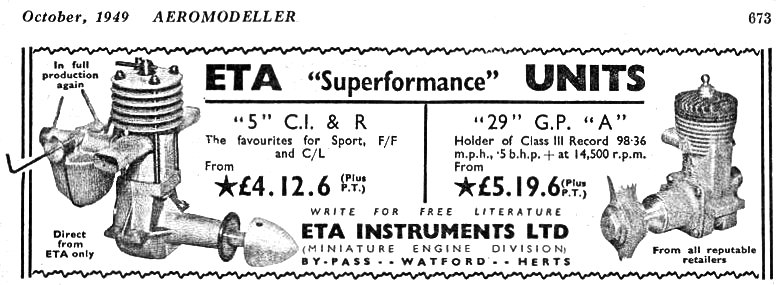 October, 1949 AEROMODELLER 673
In full
production
again
ETA "Superformance" UNITS
"5" C.I. & R
The favourites for Sport, F/F
and C/L
From
★£4.12.6 (Plus
P.T.)
"29" G.P. "A"
Holder of Class III Record 98·36
m.p.h., ·5 b.h.p. + at 14,500 r.p.m.
From
★£5.19.6 (Plus
P.T.)
Direct
from
ETA only
WRITE FOR FREE LITERATURE
ETA INSTRUMENTS LTD
(MINIATURE ENGINE DIVISION)
BY-PASS - - WATFORD - - HERTS
From all reputable
retailers